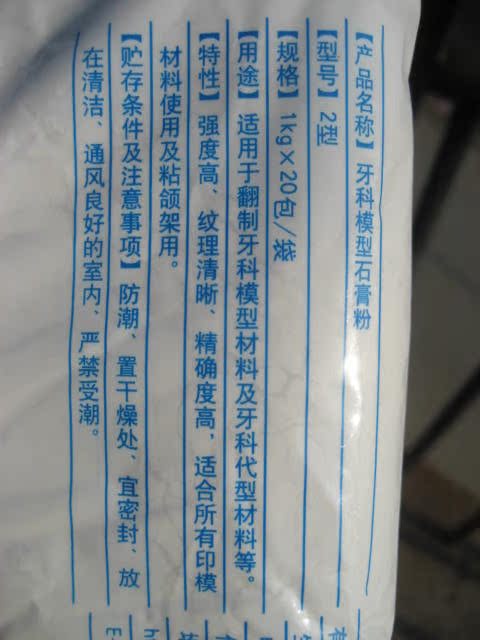 【产品名称】牙科模型石膏粉
【型号】2型
【规格】1kg×20包/袋
【用途】适用于翻制牙科模型材料及牙科代型材料等。
【特性】强度高、纹理清晰、精确度高，适合所有印模
材料使用及粘颌架用。
【贮存条件及注意事项】防潮、置干燥处、宜密封、放
在清洁、通风良好的室内、严禁受潮。